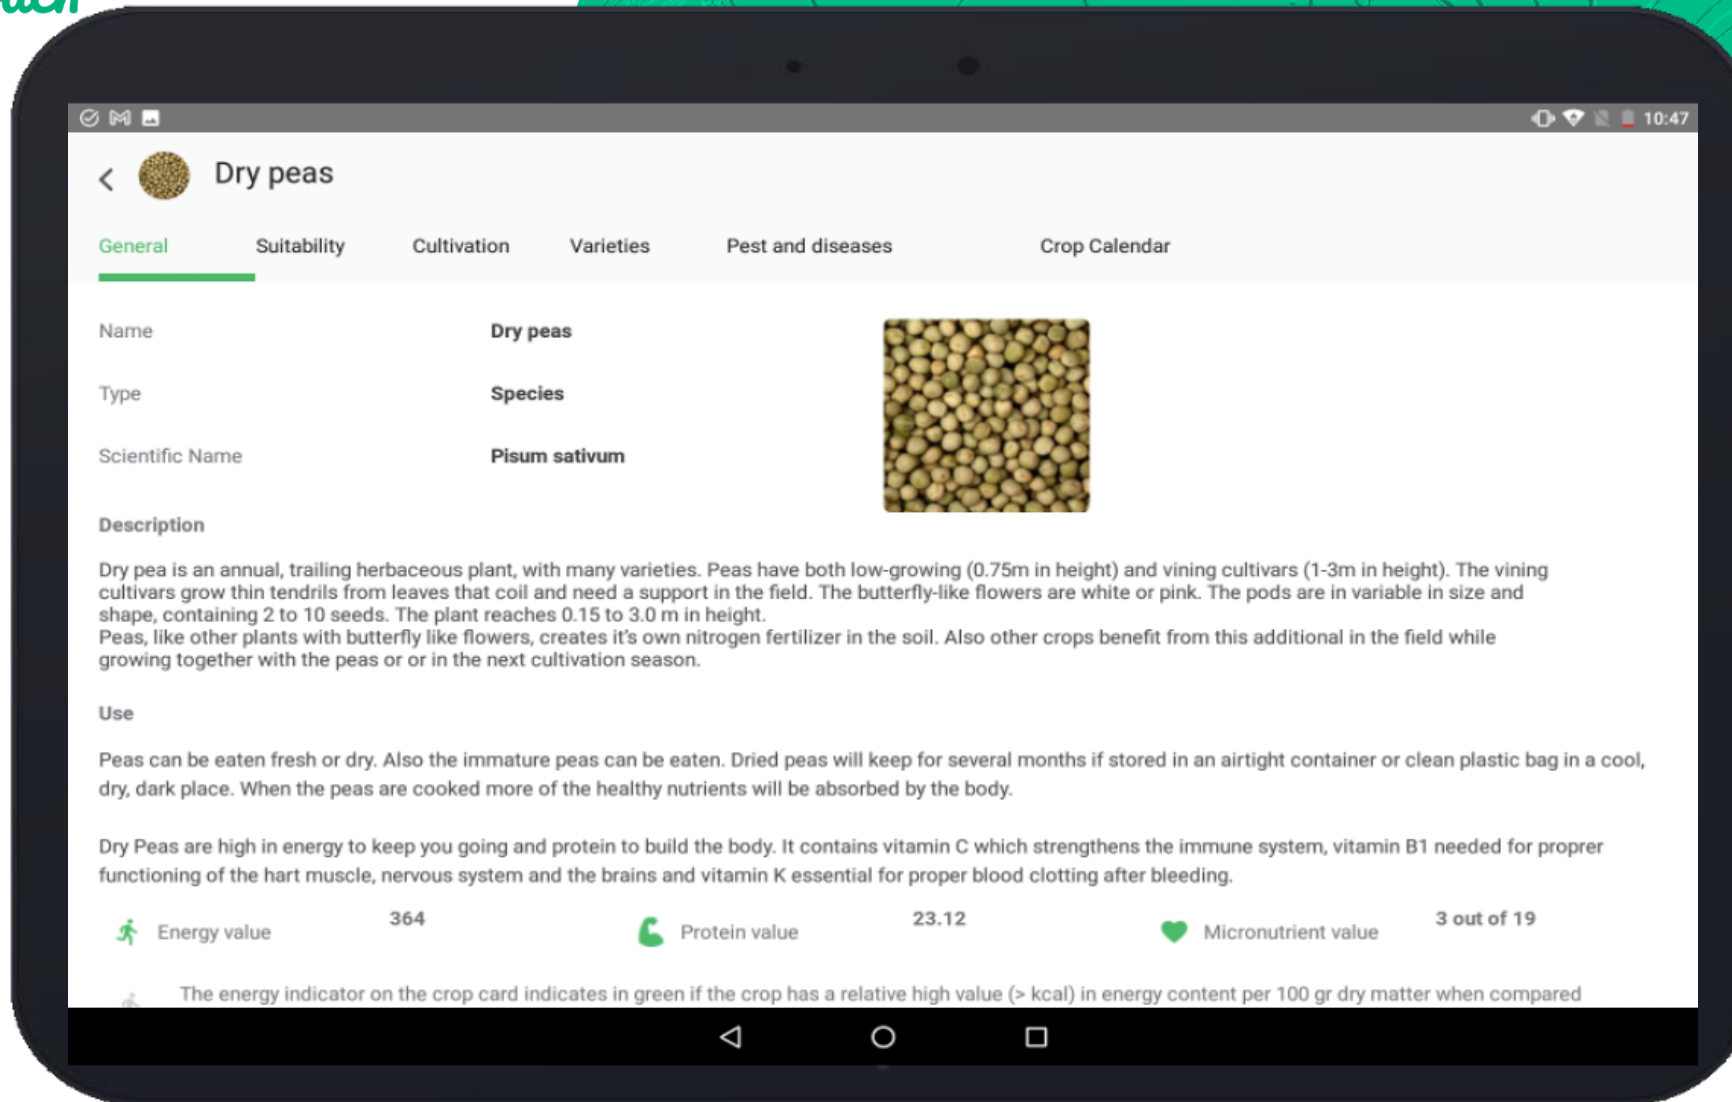 10:47
Dry peas
General Suitability Cultivation Varieties Pest and diseases Crop Calendar
Name Dry peas
Type Species
Scientific Name Pisum sativum
Description
Dry pea is an annual, trailing herbaceous plant, with many varieties. Peas have both low-growing (0.75m in height) and vining cultivars (1-3m in height). The vining
cultivars grow thin tendrils from leaves that coil and need a support in the field. The butterfly-like flowers are white or pink. The pods are in variable in size and
shape, containing 2 to 10 seeds. The plant reaches 0.15 to 3.0 m in height.
Peas, like other plants with butterfly like flowers, creates it's own nitrogen fertilizer in the soil. Also other crops benefit from this additional in the field while
growing together with the peas or or in the next cultivation season.
Use
Peas can be eaten fresh or dry. Also the immature peas can be eaten. Dried peas will keep for several months if stored in an airtight container or clean plastic bag in a cool,
dry, dark place. When the peas are cooked more of the healthy nutrients will be absorbed by the body.
Dry Peas are high in energy to keep you going and protein to build the body. It contains vitamin C which strengthens the immune system, vitamin B1 needed for proprer
functioning of the hart muscle, nervous system and the brains and vitamin K essential for proper blood clotting after bleeding.
Energy value 364 Protein value 23.12 Micronutrient value 3 out of 19
The energy indicator on the crop card indicates in green if the crop has a relative high value (> kcal) in energy content per 100 gr dry matter when compared